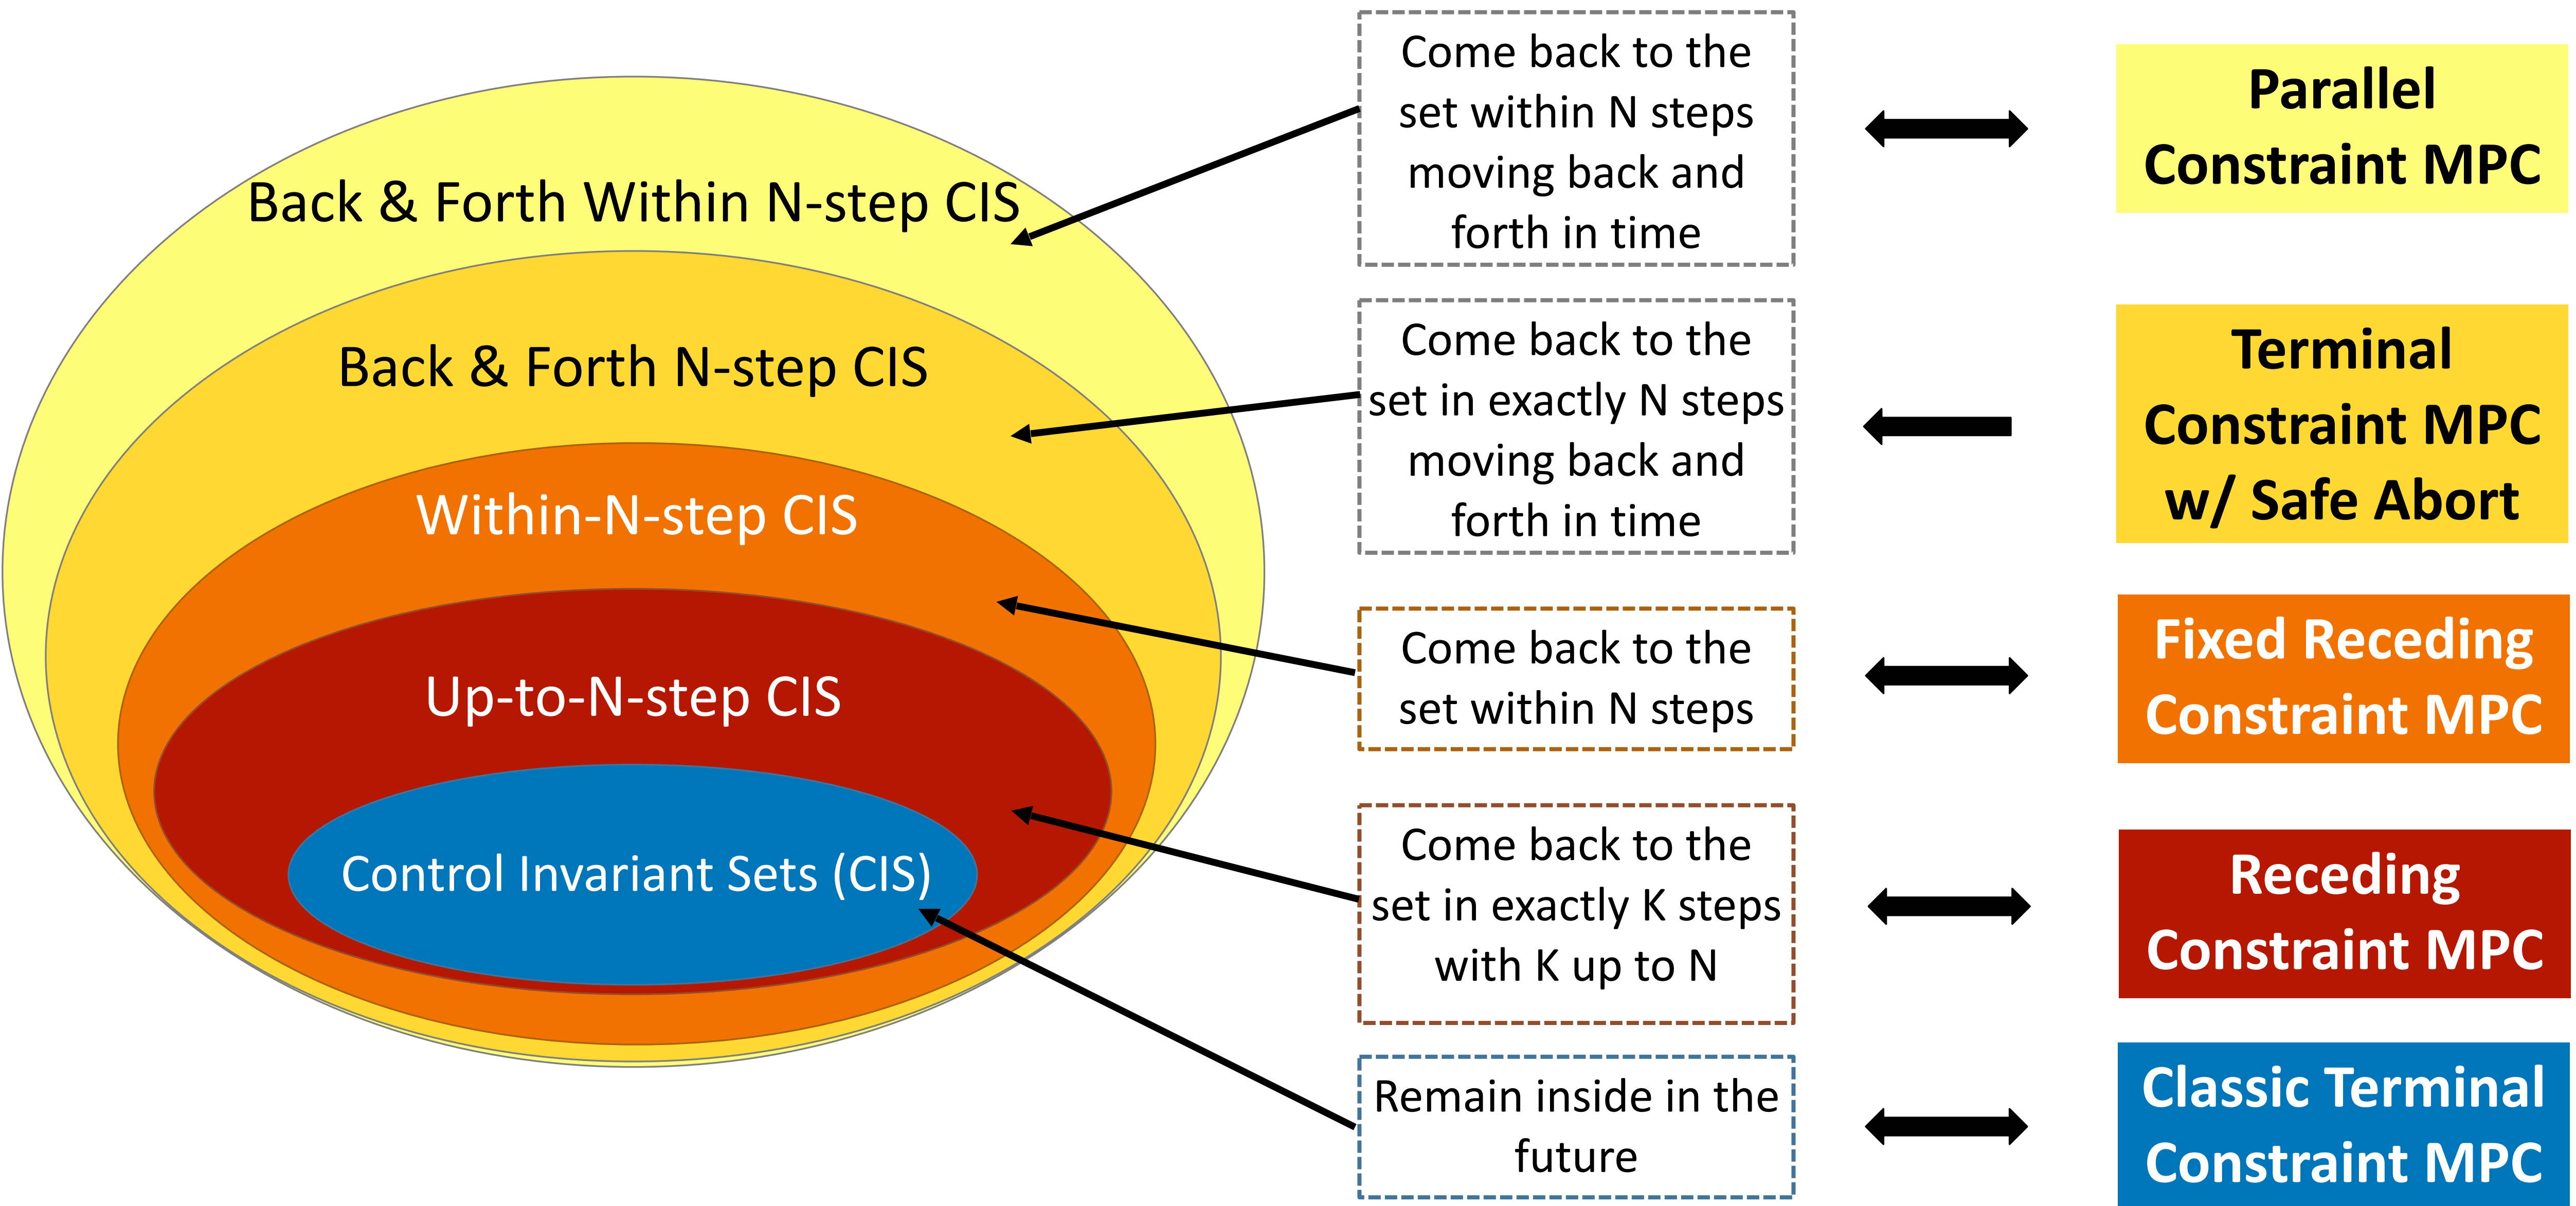 Back & Forth Within N-step CIS
Back & Forth N-step CIS
Within-N-step CIS
Up-to-N-step CIS
Control Invariant Sets (CIS)
Come back to the
set within N steps
moving back and
forth in time
Come back to the
set in exactly N steps
moving back and
forth in time
Come back to the
set within N steps
Come back to the
set in exactly K steps
with K up to N
Remain inside in the
future
Parallel
Constraint MPC
Terminal
Constraint MPC
w/ Safe Abort
Fixed Receding
Constraint MPC
Receding
Constraint MPC
Classic Terminal
Constraint MPC